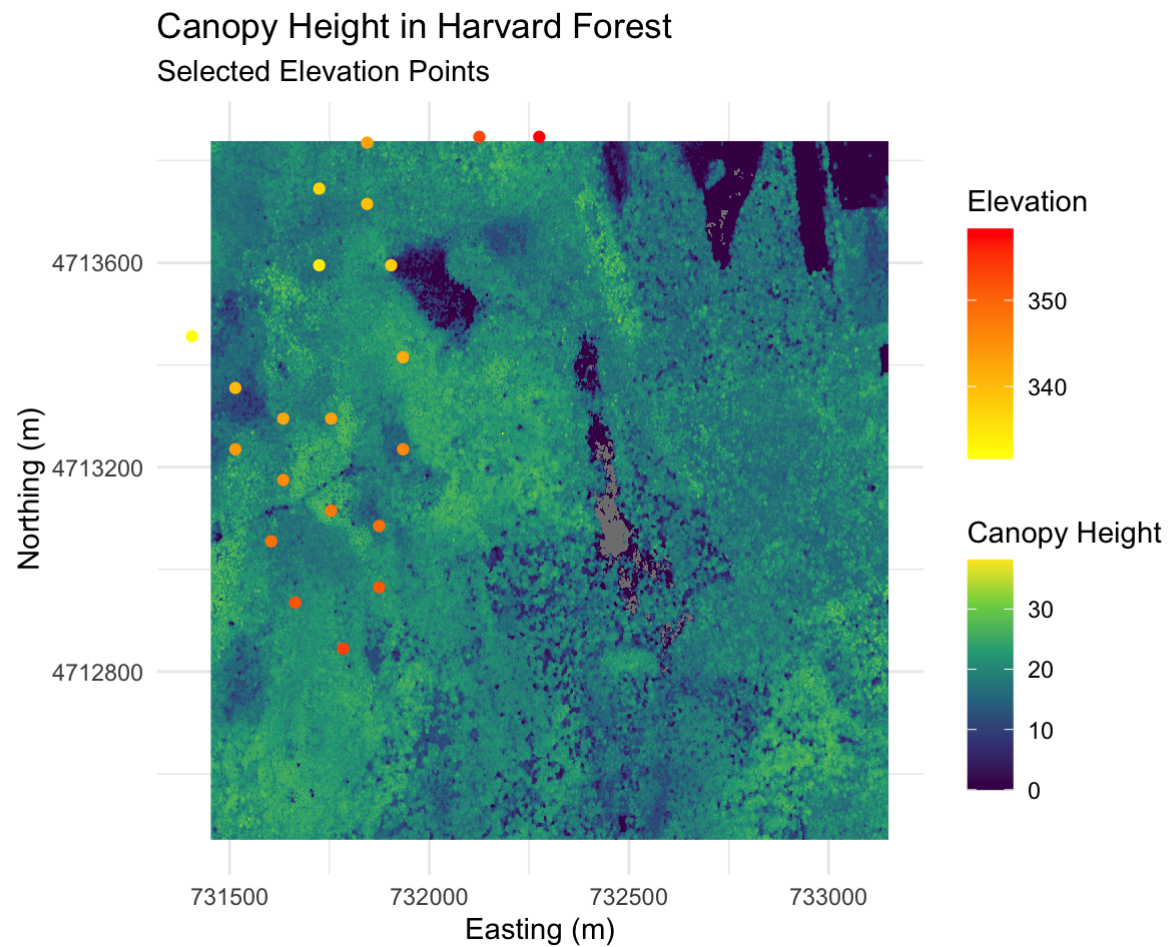 Canopy Height in Harvard Forest
Selected Elevation Points
Northing (m)
4713600
4713200
4712800
731500
732000
732500
733000
Easting (m)
Elevation
350
340
Canopy Height
30
20
10
0